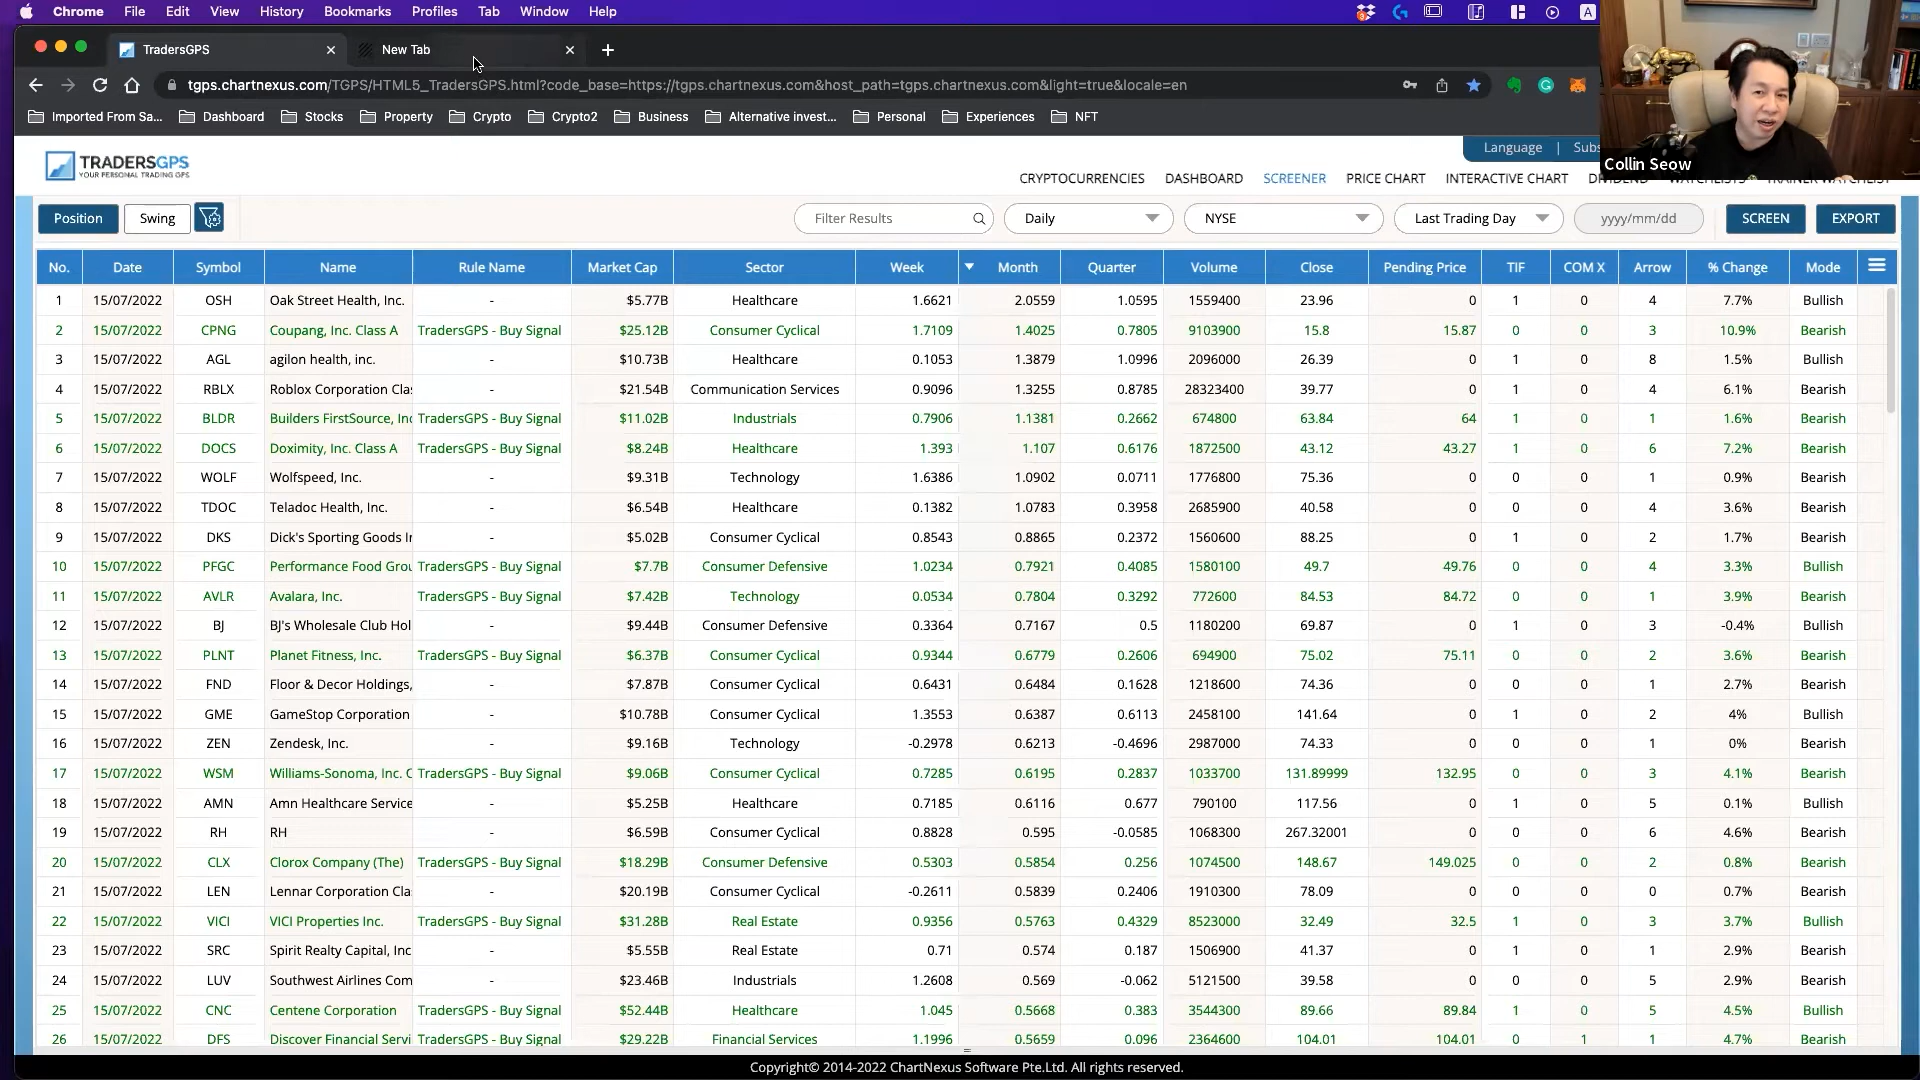 Chrome File Edit View History Bookmarks Profiles Tab Window Help A
TradersGPS New Tab
tgps.chartnexus.com/TGPS/HTML5_TradersGPS.html?code_base=https://tgps.chartnexus.com&host_path=tgps.chartnexus.com&light=true&locale=en
Imported From Sa... Dashboard Stocks Property Crypto Crypto2 Business Alternative invest... Personal Experiences NFT
Collin Seow
Language | Subs
TRADERSGPS
YOUR PERSONAL TRADING GPS
CRYPTOCURRENCIES DASHBOARD SCREENER PRICE CHART INTERACTIVE CHART
Position Swing Filter Results Daily NYSE Last Trading Day yyyy/mm/dd SCREEN EXPORT
No. Date Symbol Name Rule Name Market Cap Sector Week Month Quarter Volume Close Pending Price TIF COM X Arrow % Change Mode
1 15/07/2022 OSH Oak Street Health, Inc. - $5.77B Healthcare 1.6621 2.0559 1.0595 1559400 23.96 0 1 0 4 7.7% Bullish
2 15/07/2022 CPNG Coupang, Inc. Class A TradersGPS - Buy Signal $25.12B Consumer Cyclical 1.7109 1.4025 0.7805 9103900 15.8 15.87 0 0 3 10.9% Bearish
3 15/07/2022 AGL agilon health, inc. - $10.73B Healthcare 0.1053 1.3879 1.0996 2096000 26.39 0 1 0 8 1.5% Bullish
4 15/07/2022 RBLX Roblox Corporation Cla - $21.54B Communication Services 0.9096 1.3255 0.8785 28323400 39.77 0 1 0 4 6.1% Bearish
5 15/07/2022 BLDR Builders FirstSource, Inc TradersGPS - Buy Signal $11.02B Industrials 0.7906 1.1381 0.2662 674800 63.84 64 1 0 1 1.6% Bearish
6 15/07/2022 DOCS Doximity, Inc. Class A TradersGPS - Buy Signal $8.24B Healthcare 1.393 1.107 0.6176 1872500 43.12 43.27 1 0 6 7.2% Bearish
7 15/07/2022 WOLF Wolfspeed, Inc. - $9.31B Technology 1.6386 1.0902 0.0711 1776800 75.36 0 1 0 1 0.9% Bearish
8 15/07/2022 TDOC Teladoc Health, Inc. - $6.54B Healthcare 0.1382 1.0783 0.3958 2685900 40.58 0 0 0 4 3.6% Bearish
9 15/07/2022 DKS Dick's Sporting Goods I - $5.02B Consumer Cyclical 0.8543 0.8865 0.2372 1560600 88.25 0 1 0 2 1.7% Bearish
10 15/07/2022 PFGC Performance Food Grou TradersGPS - Buy Signal $7.7B Consumer Defensive 1.0234 0.7921 0.4085 1580100 49.7 49.76 0 0 4 3.3% Bullish
11 15/07/2022 AVLR Avalara, Inc. TradersGPS - Buy Signal $7.42B Technology 0.0534 0.7804 0.3292 772600 84.53 84.72 0 0 1 3.9% Bearish
12 15/07/2022 BJ BJ's Wholesale Club Hol - $9.44B Consumer Defensive 0.3364 0.7167 0.5 1180200 69.87 0 1 0 3 -0.4% Bullish
13 15/07/2022 PLNT Planet Fitness, Inc. TradersGPS - Buy Signal $6.37B Consumer Cyclical 0.9344 0.6779 0.2606 694900 75.02 75.11 0 0 2 3.6% Bearish
14 15/07/2022 FND Floor & Decor Holdings, - $7.87B Consumer Cyclical 0.6431 0.6484 0.1628 1218600 74.36 0 0 0 1 2.7% Bearish
15 15/07/2022 GME GameStop Corporation - $10.78B Consumer Cyclical 1.3553 0.6387 0.6113 2458100 141.64 0 1 0 2 4% Bullish
16 15/07/2022 ZEN Zendesk, Inc. - $9.16B Technology -0.2978 0.6213 -0.4696 2987000 74.33 0 0 0 1 0% Bearish
17 15/07/2022 WSM Williams-Sonoma, Inc. C TradersGPS - Buy Signal $9.06B Consumer Cyclical 0.7285 0.6195 0.2837 1033700 131.89999 132.95 0 0 3 4.1% Bearish
18 15/07/2022 AMN Amn Healthcare Service - $5.25B Healthcare 0.7185 0.6116 0.677 790100 117.56 0 1 0 5 0.1% Bullish
19 15/07/2022 RH RH - $6.59B Consumer Cyclical 0.8828 0.595 -0.0585 1068300 267.32001 0 0 0 6 4.6% Bearish
20 15/07/2022 CLX Clorox Company (The) TradersGPS - Buy Signal $18.29B Consumer Defensive 0.5303 0.5854 0.256 1074500 148.67 149.025 0 0 2 0.8% Bearish
21 15/07/2022 LEN Lennar Corporation Cla - $20.19B Consumer Cyclical -0.2611 0.5839 0.2406 1910300 78.09 0 0 0 0 0.7% Bearish
22 15/07/2022 VICI VICI Properties Inc. TradersGPS - Buy Signal $31.28B Real Estate 0.9356 0.5763 0.4329 8523000 32.49 32.5 1 0 3 3.7% Bullish
23 15/07/2022 SRC Spirit Realty Capital, Inc - $5.55B Real Estate 0.71 0.574 0.187 1506900 41.37 0 1 0 1 2.9% Bearish
24 15/07/2022 LUV Southwest Airlines Com - $23.46B Industrials 1.2608 0.569 -0.062 5121500 39.58 0 0 0 5 2.9% Bearish
25 15/07/2022 CNC Centene Corporation TradersGPS - Buy Signal $52.44B Healthcare 1.045 0.5668 0.383 3544300 89.66 89.84 1 0 5 4.5% Bullish
26 15/07/2022 DFS Discover Financial Servi TradersGPS - Buy Signal $29.22B Financial Services 1.1996 0.5659 0.096 2364600 104.01 104.01 0 1 1 4.7% Bearish
Copyright© 2014-2022 ChartNexus Software Pte.Ltd. All rights reserved.